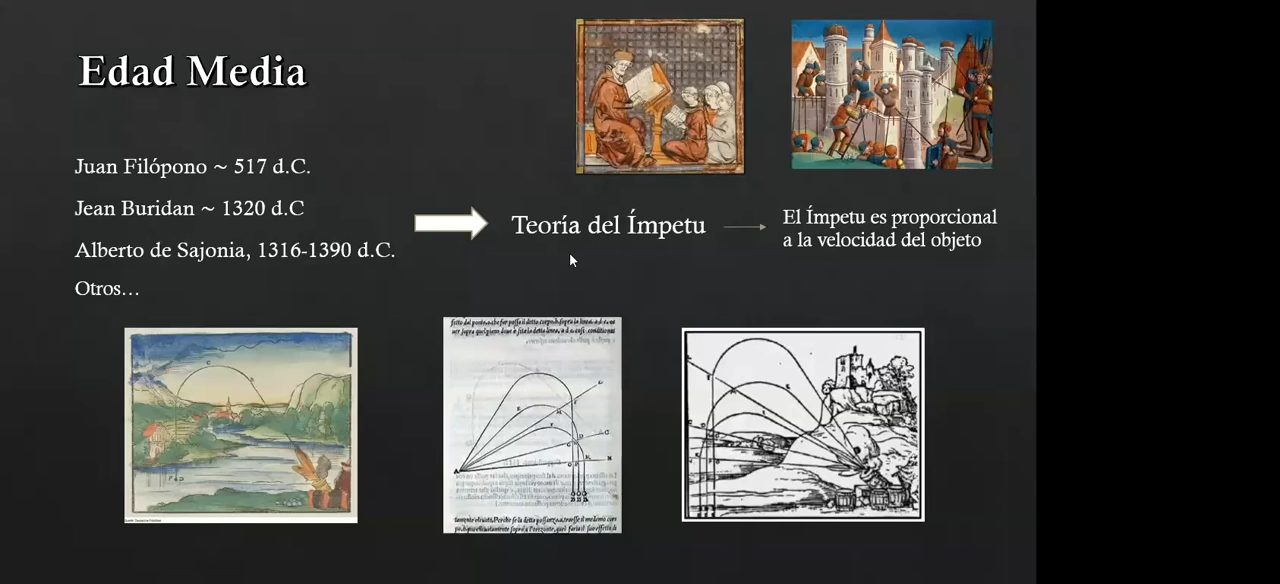 Edad Media
Juan Filópono ~ 517 d.C.
Jean Buridan ~ 1320 d.C
Alberto de Sajonia, 1316-1390 d.C.
Otros...
Teoría del Ímpetu
El Ímpetu es proporcional
a la velocidad del objeto